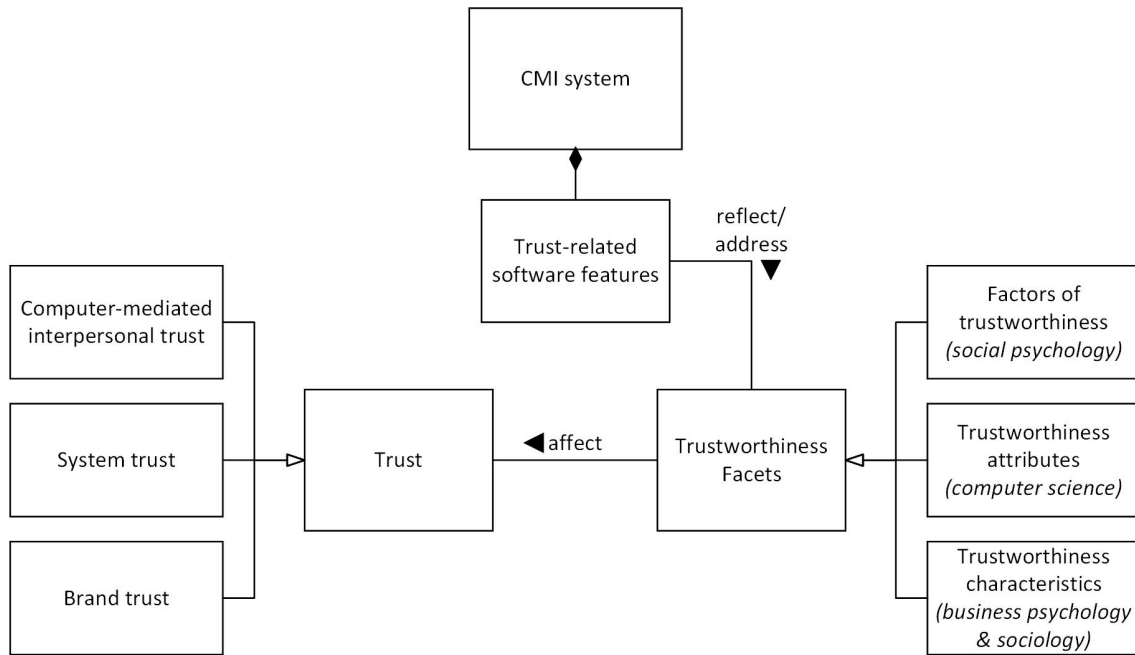 CMI system
Trust-related
software features
reflect/
address
Computer-mediated
interpersonal trust
System trust
Brand trust
Trust
affect
Trustworthiness
Facets
Factors of
trustworthiness
(social psychology)
Trustworthiness
attributes
(computer science)
Trustworthiness
characteristics
(business psychology
& sociology)